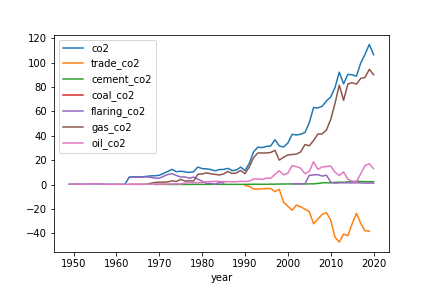 120
100
80
60
40
20
0
−20
−40
co2
trade_co2
cement_co2
coal_co2
flaring_co2
gas_co2
oil_co2
1950 1960 1970 1980 1990 2000 2010 2020
year